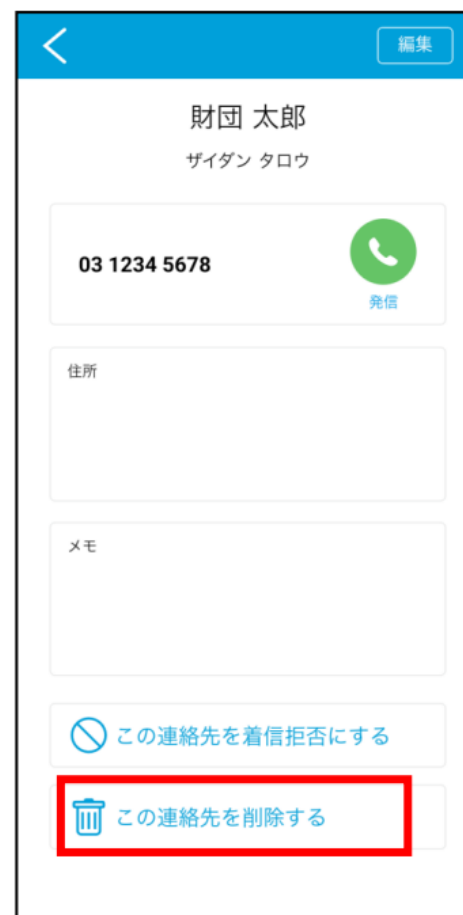 編集
財団 太郎
ザイダン タロウ
03 1234 5678
発信
住所
メモ
この連絡先を着信拒否にする
この連絡先を削除する